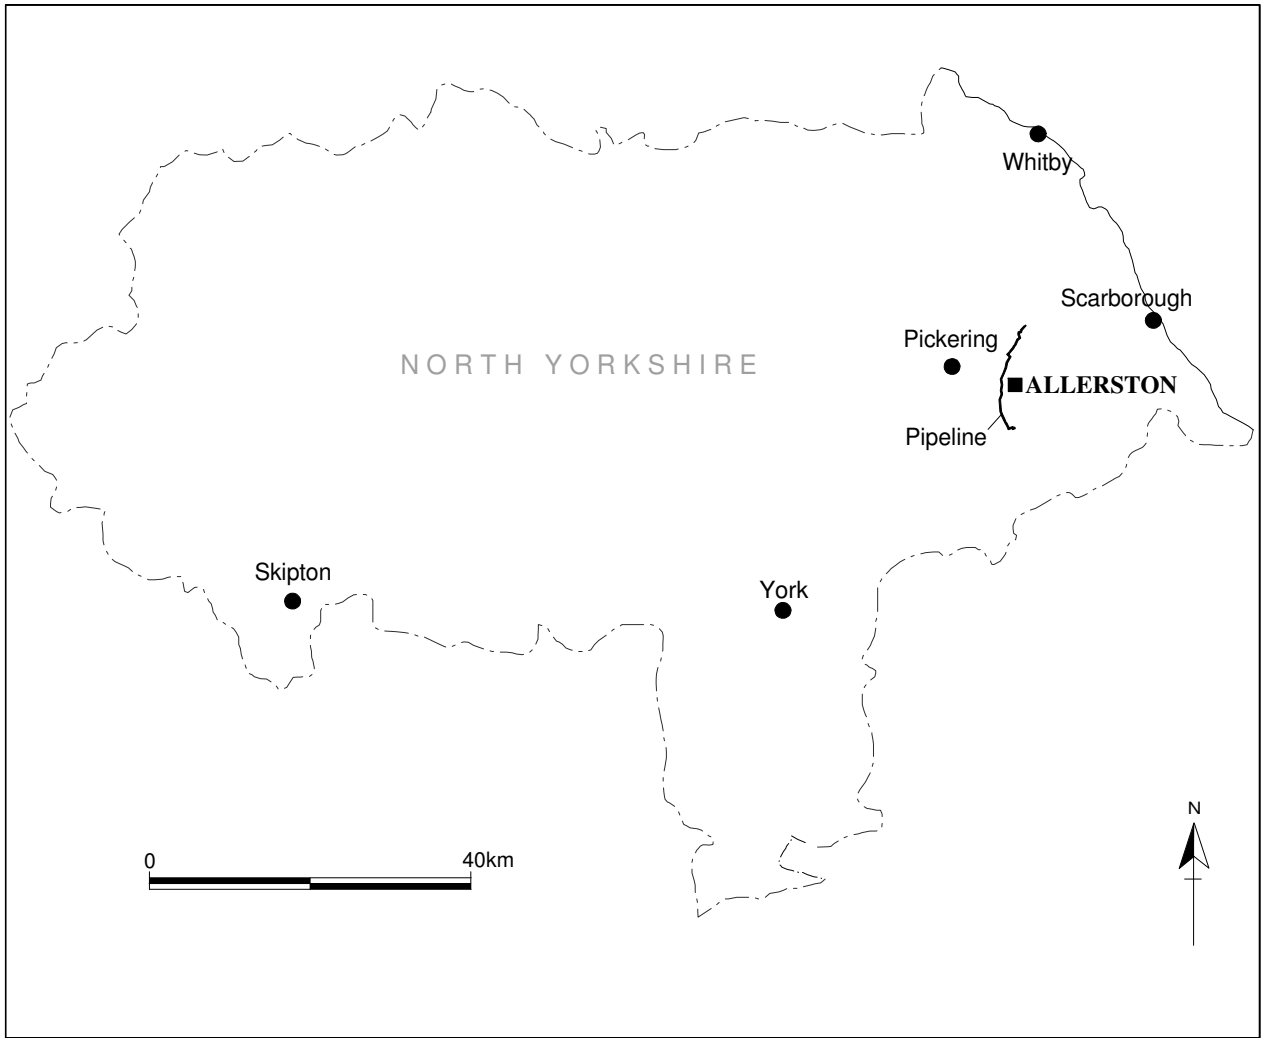 Whitby
Scarborough
Pickering
NORTH YORKSHIRE
ALLERSTON
Pipeline
Skipton
York
N
0 40km